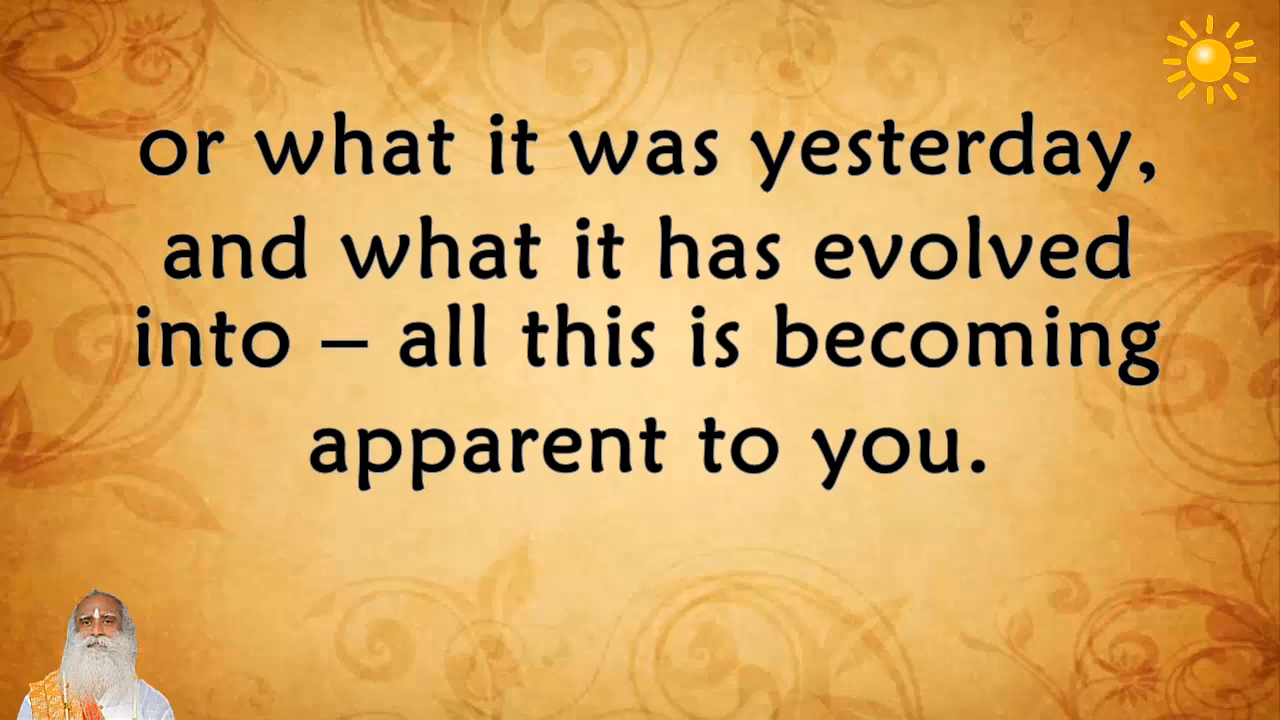 or what it was yesterday,
and what it has evolved
into – all this is becoming
apparent to you.